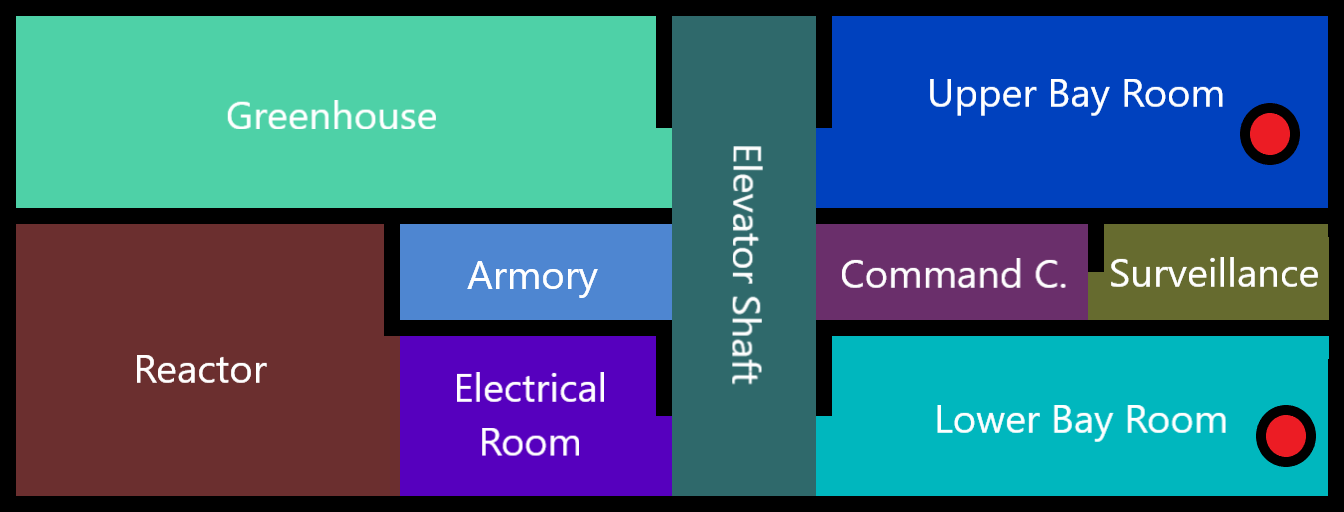 Greenhouse
Elevator Shaft
Upper Bay Room
Armory
Command C.
Surveillance
Reactor
Electrical
Room
Lower Bay Room